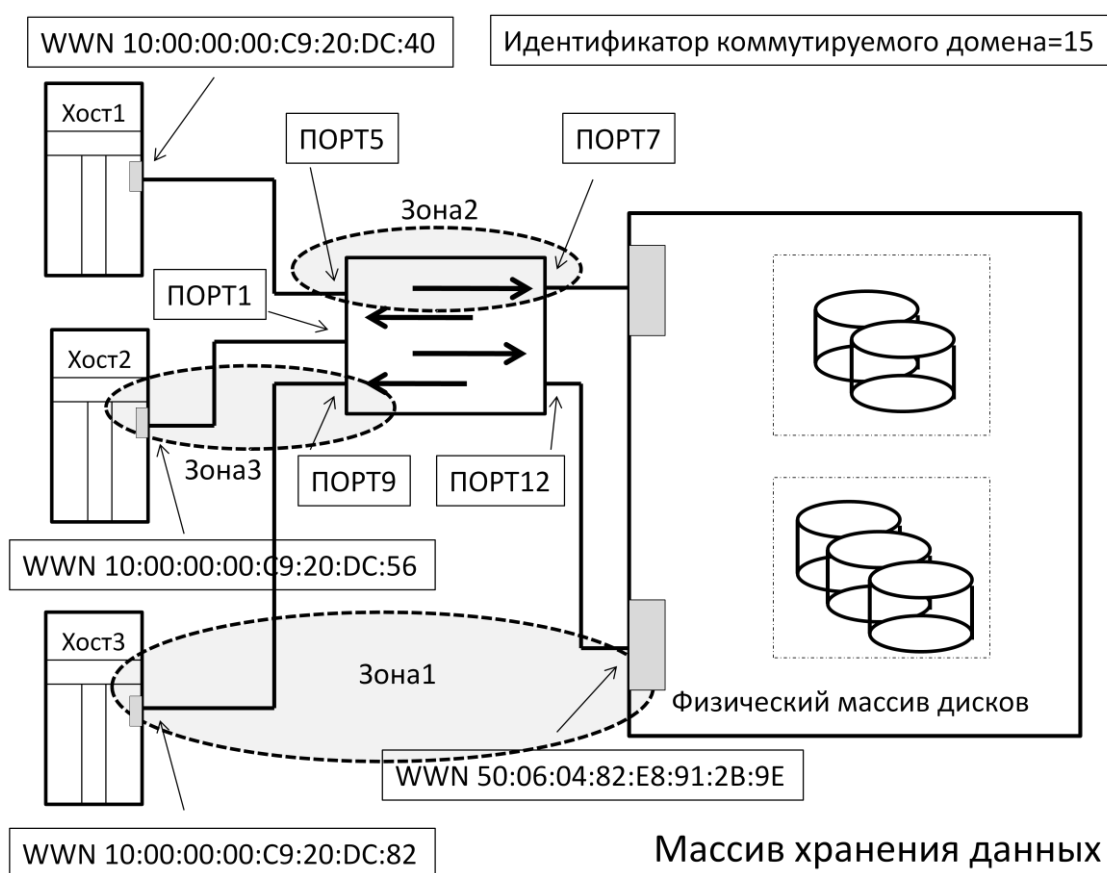 WWN 10:00:00:00:C9:20:DC:40
Идентификатор коммутируемого домена=15
Хост1
ПОРТ5
ПОРТ7
Зона2
ПОРТ1
Хост2
Зона3
ПОРТ9
ПОРТ12
WWN 10:00:00:00:C9:20:DC:56
Хост3
Зона1
Физический массив дисков
WWN 50:06:04:82:E8:91:2B:9E
WWN 10:00:00:00:C9:20:DC:82
Массив хранения данных